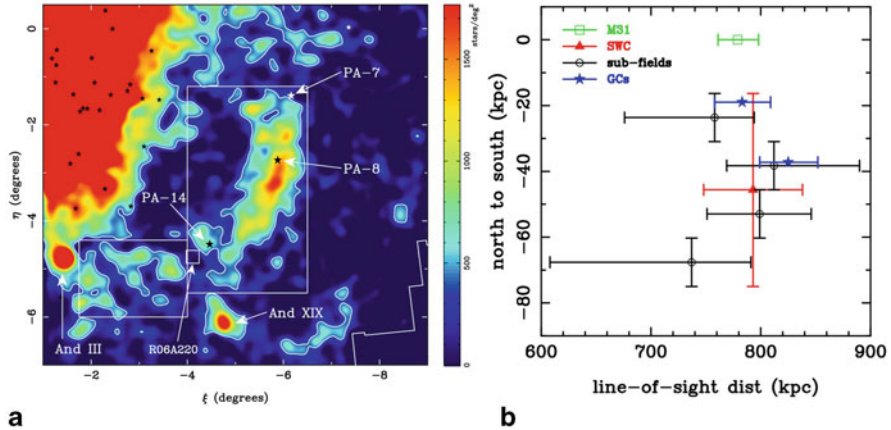 0
-2
-4
-6
η (degrees)
-2
-4
-6
-8
ξ (degrees)
PA-7
PA-8
PA-14
And III
R06A220
And XIX
500
1000
1500
stars/deg²
a
M31
SWC
sub-fields
GCs
0
-20
-40
-60
-80
north to south (kpc)
600
700
800
900
line-of-sight dist (kpc)
b